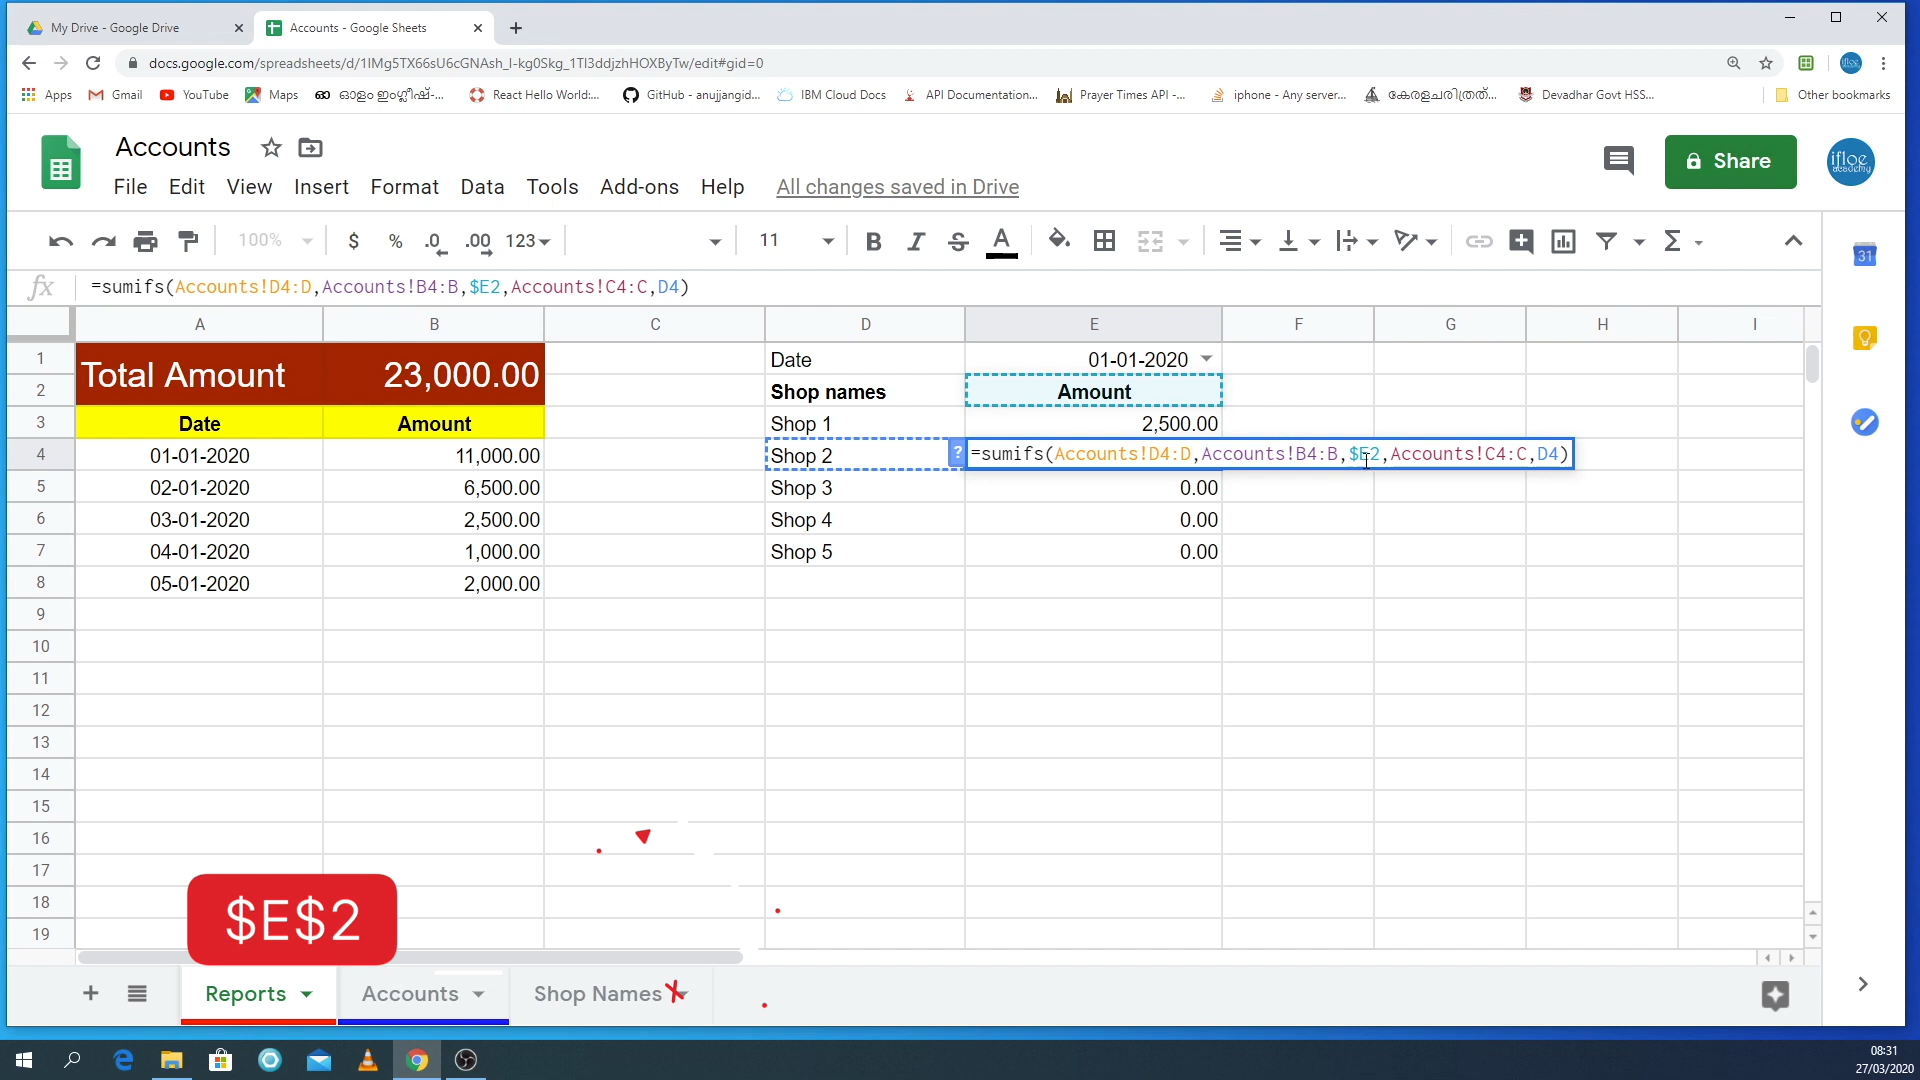 My Drive - Google Drive
Accounts - Google Sheets
docs.google.com/spreadsheets/d/1IMg5TX66sU6cGNAsh_I-kg0Skg_1Tl3ddjzhHOXByTw/edit#gid=0
Apps Gmail YouTube Maps ഓളം ഇംഗ്ലീഷ്-... React Hello World:... GitHub - anujjangid... IBM Cloud Docs API Documentation... Prayer Times API -... iphone - Any server... കേരളചരിത്രത്... Devadhar Govt HSS... Other bookmarks
Accounts
Share
ifloe academy
File Edit View Insert Format Data Tools Add-ons Help All changes saved in Drive
100% $ % .0 .00 123 11 B I S A Σ
31
fx =sumifs(Accounts!D4:D,Accounts!B4:B,$E2,Accounts!C4:C,D4)
A B C D E F G H I
1 Total Amount 23,000.00 Date 01-01-2020
2 Shop names Amount
3 Date Amount Shop 1 2,500.00
4 01-01-2020 11,000.00 Shop 2 ? =sumifs(Accounts!D4:D,Accounts!B4:B,$E2,Accounts!C4:C,D4)
5 02-01-2020 6,500.00 Shop 3 0.00
6 03-01-2020 2,500.00 Shop 4 0.00
7 04-01-2020 1,000.00 Shop 5 0.00
8 05-01-2020 2,000.00
9
10
11
12
13
14
15
16
17
18
19
$E$2
Reports Accounts Shop Names
08:31
27/03/2020